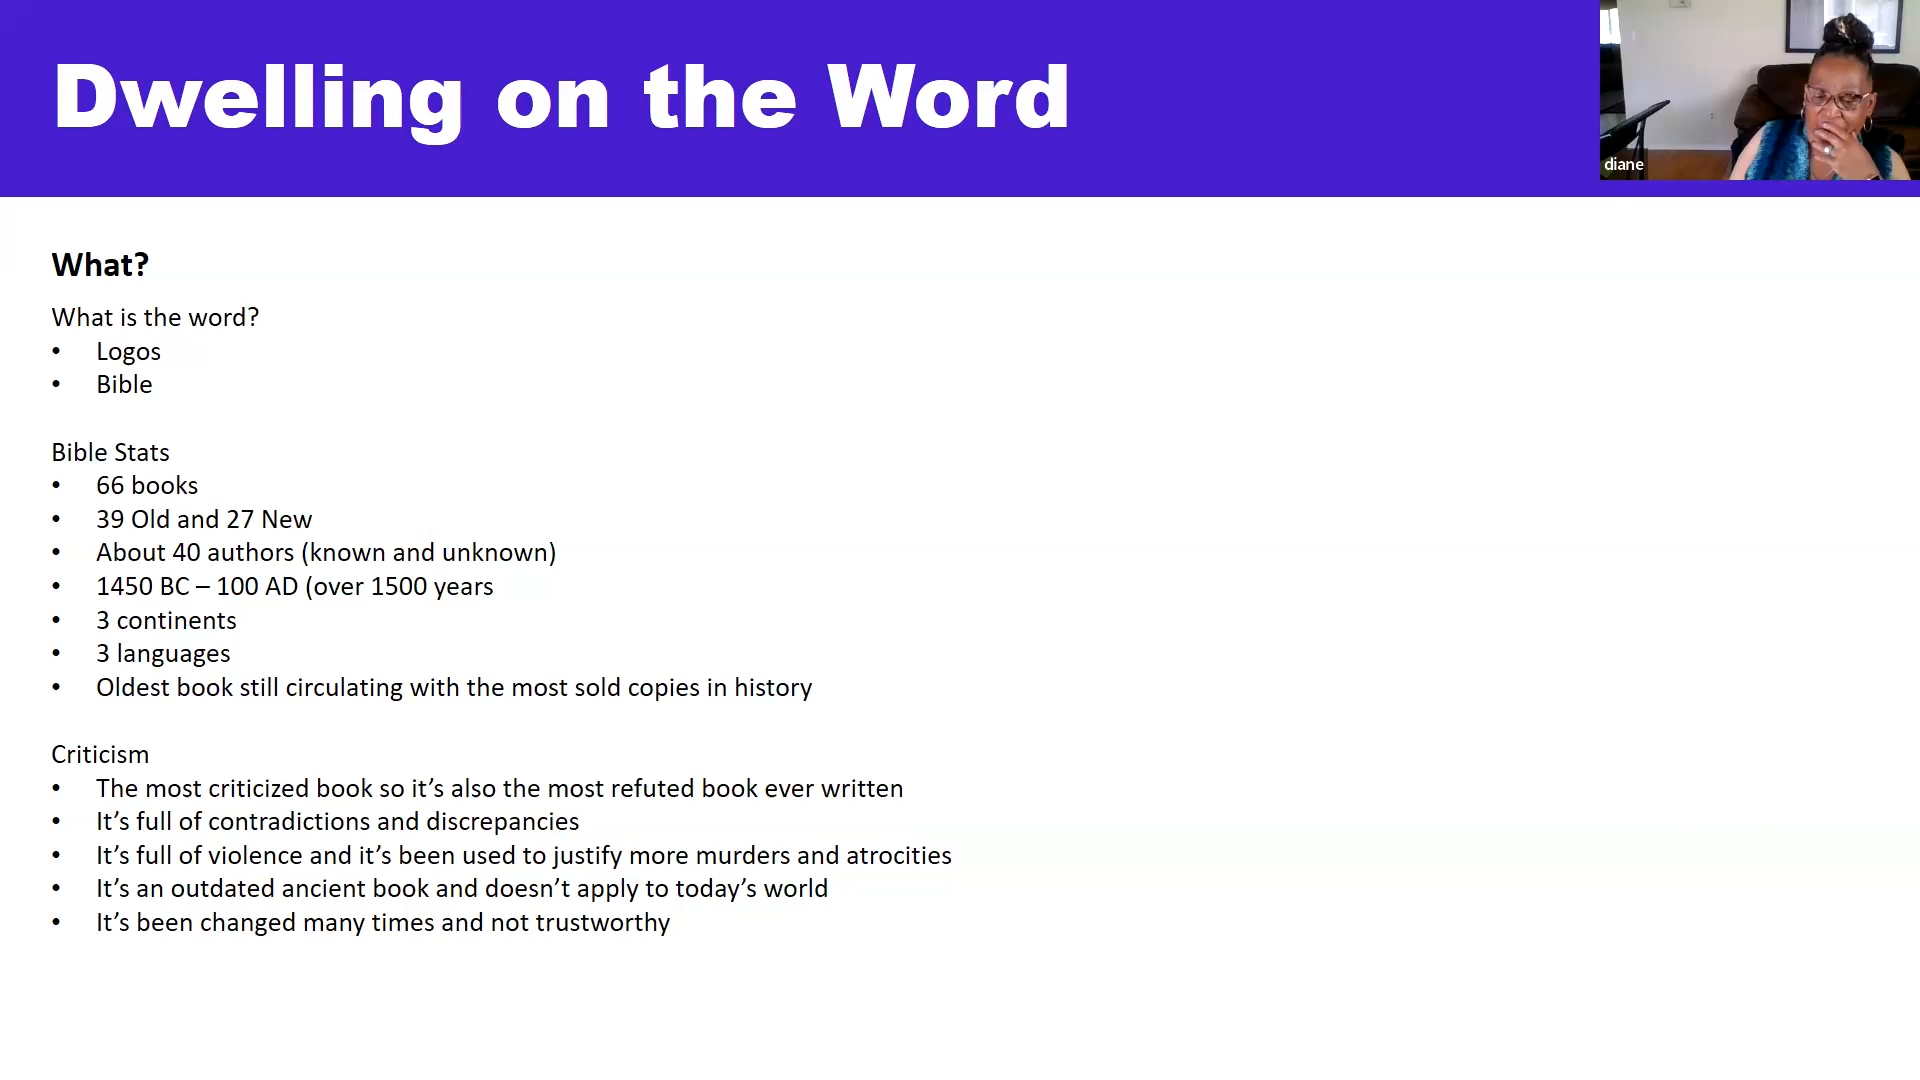 Dwelling on the Word
diane
What?
What is the word?
• Logos
• Bible
Bible Stats
• 66 books
• 39 Old and 27 New
• About 40 authors (known and unknown)
• 1450 BC – 100 AD (over 1500 years
• 3 continents
• 3 languages
• Oldest book still circulating with the most sold copies in history
Criticism
• The most criticized book so it’s also the most refuted book ever written
• It’s full of contradictions and discrepancies
• It’s full of violence and it’s been used to justify more murders and atrocities
• It’s an outdated ancient book and doesn’t apply to today’s world
• It’s been changed many times and not trustworthy